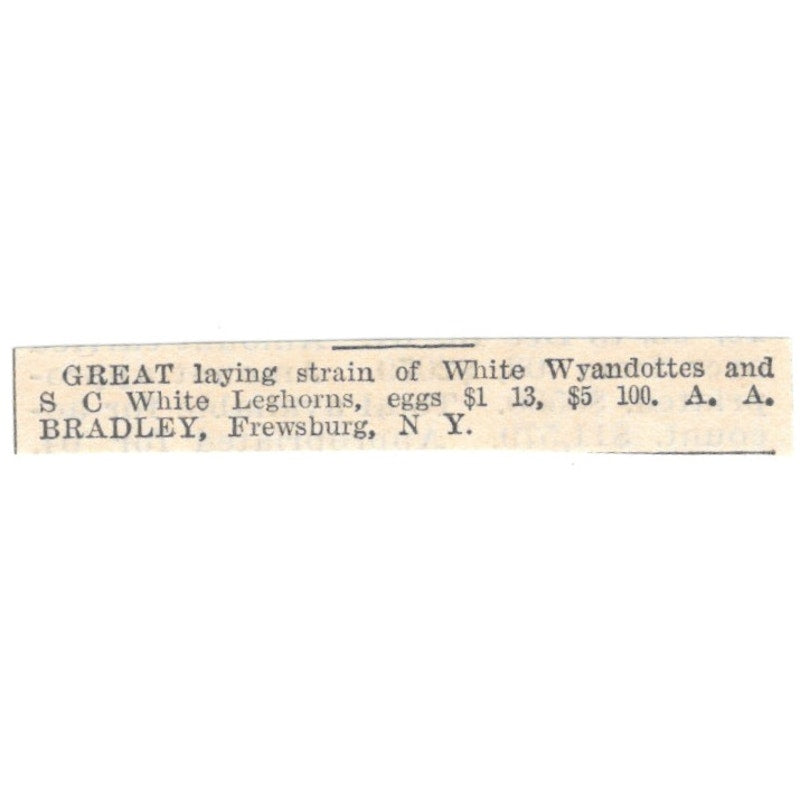 GREAT laying strain of White Wyandottes and
S C White Leghorns, eggs $1 13, $5 100. A. A.
BRADLEY, Frewsburg, N Y.